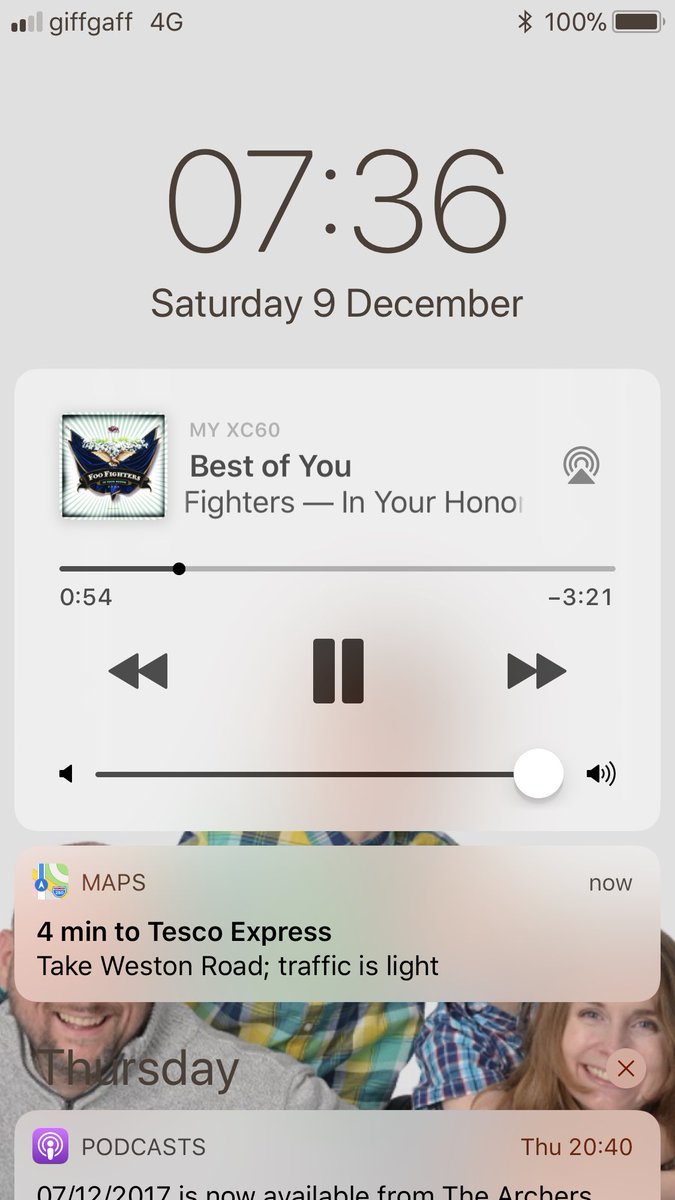 giffgaff 4G 100%
07:36
Saturday 9 December
MY XC60
Best of You
Fighters — In Your Honor
FOO FIGHTERS
0:54 −3:21
MAPS now
4 min to Tesco Express
Take Weston Road; traffic is light
Thursday
PODCASTS Thu 20:40
07/12/2017 is now available from The Archers